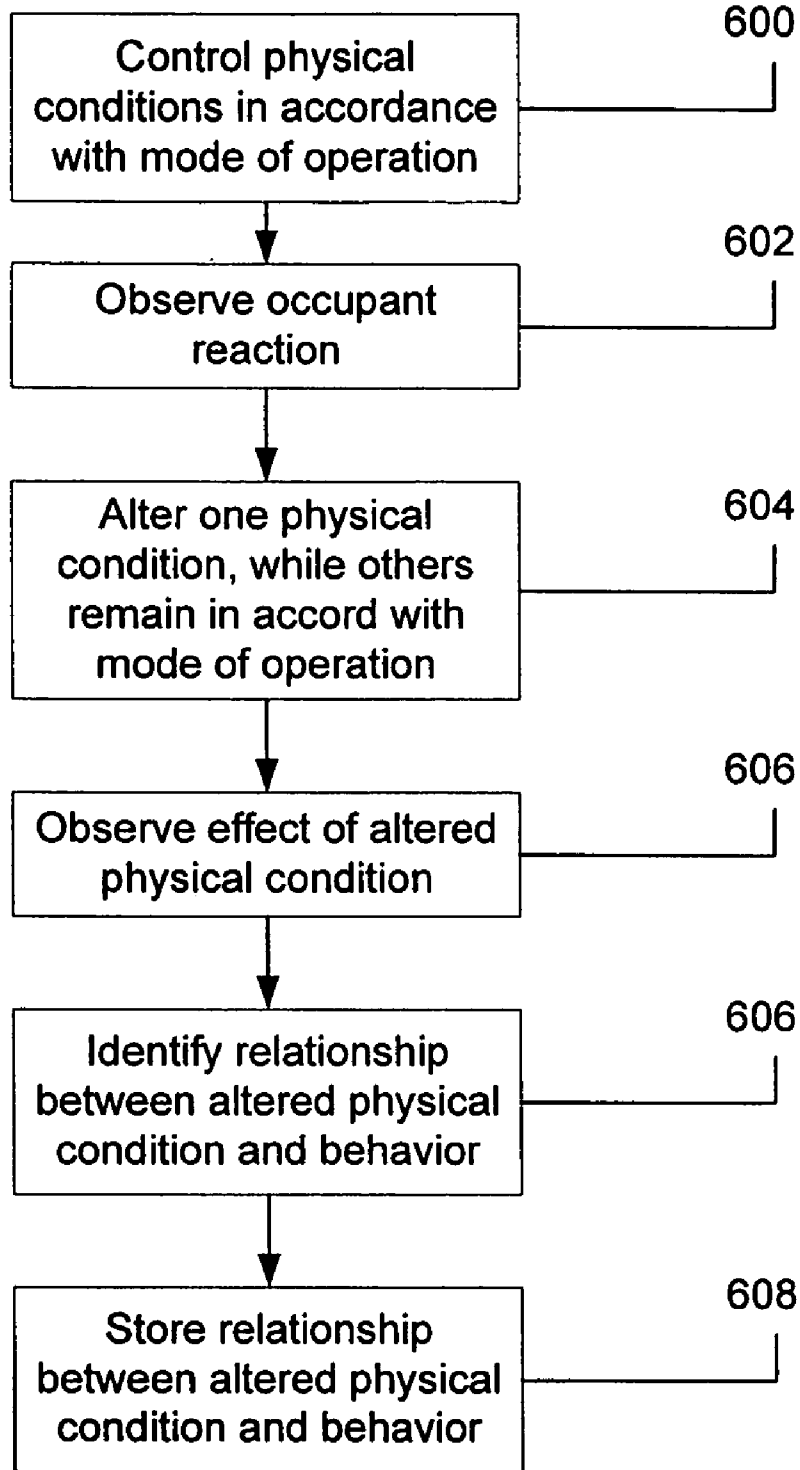 600
Control physical
conditions in accordance
with mode of operation
602
Observe occupant
reaction
604
Alter one physical
condition, while others
remain in accord with
mode of operation
606
Observe effect of altered
physical condition
606
Identify relationship
between altered physical
condition and behavior
608
Store relationship
between altered physical
condition and behavior